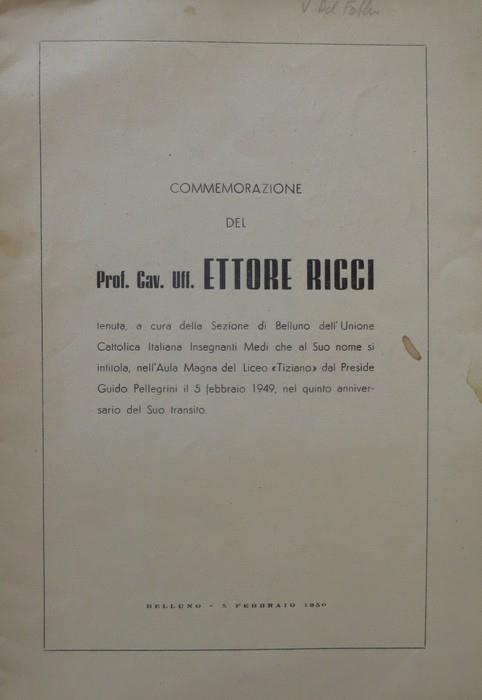 COMMEMORAZIONE
DEL
Prof. Cav. Uff. ETTORE RICCI
tenuta, a cura della Sezione di Belluno dell'Unione
Cattolica Italiana Insegnanti Medi che al Suo nome si
intitola, nell'Aula Magna del Liceo «Tiziano» dal Preside
Guido Pellegrini il 5 febbraio 1949, nel quinto anniver-
sario del Suo transito.
BELLUNO - 5 FEBBRAIO 1950